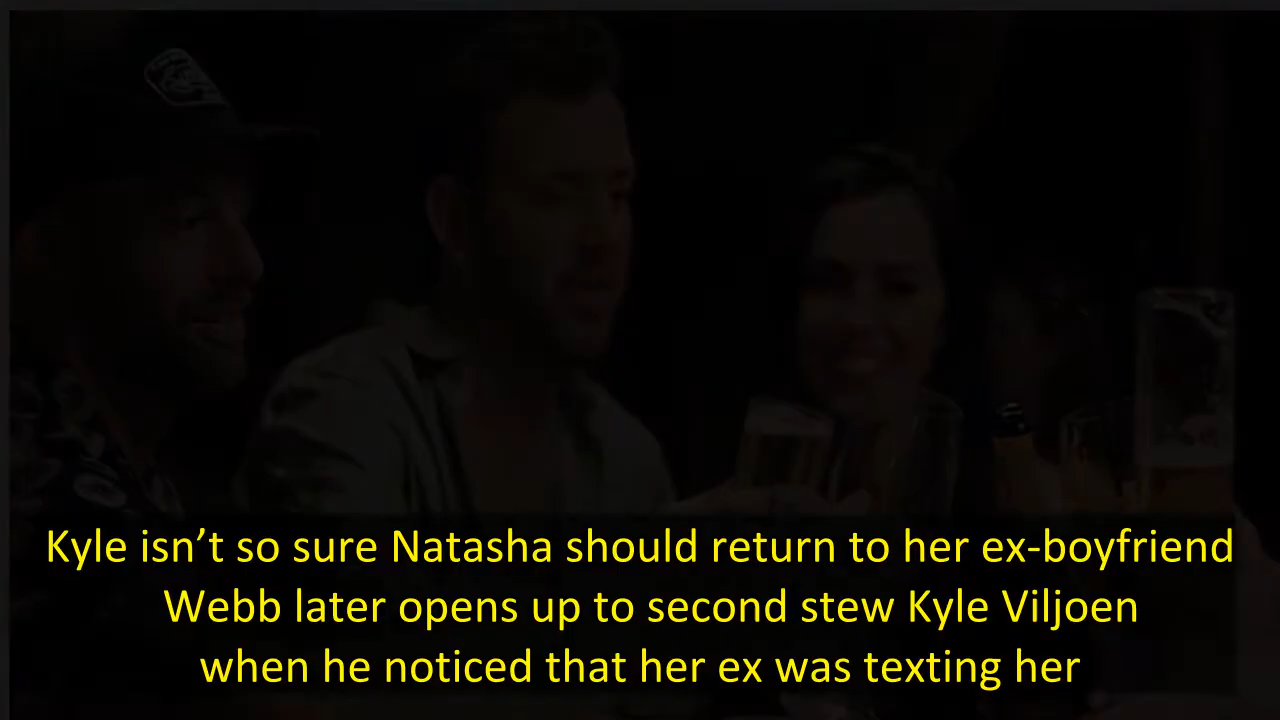 Kyle isn’t so sure Natasha should return to her ex-boyfriend
Webb later opens up to second stew Kyle Viljoen
when he noticed that her ex was texting her